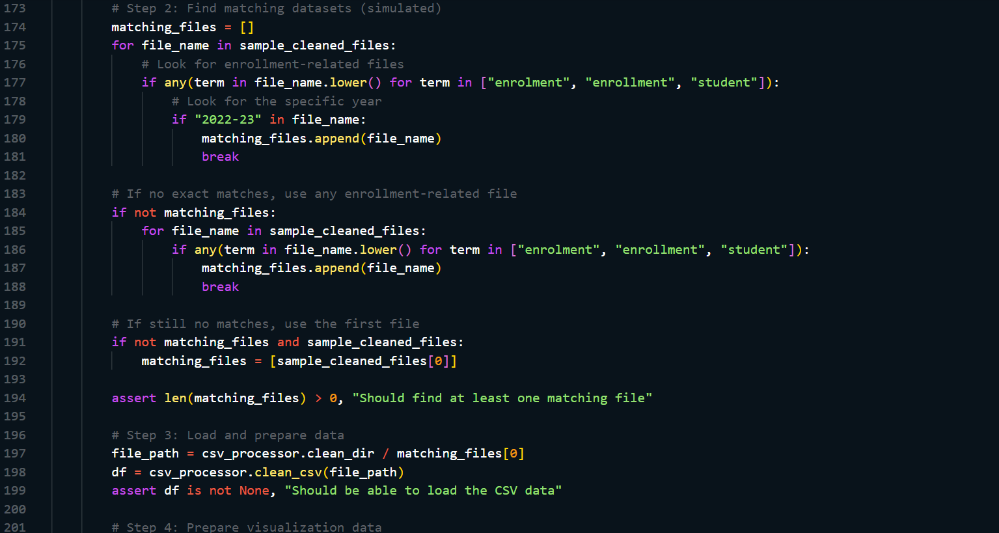 173 # Step 2: Find matching datasets (simulated)
174 matching_files = []
175 for file_name in sample_cleaned_files:
176 # Look for enrollment-related files
177 if any(term in file_name.lower() for term in ["enrolment", "enrollment", "student"]):
178 # Look for the specific year
179 if "2022-23" in file_name:
180 matching_files.append(file_name)
181 break
182
183 # If no exact matches, use any enrollment-related file
184 if not matching_files:
185 for file_name in sample_cleaned_files:
186 if any(term in file_name.lower() for term in ["enrolment", "enrollment", "student"]):
187 matching_files.append(file_name)
188 break
189
190 # If still no matches, use the first file
191 if not matching_files and sample_cleaned_files:
192 matching_files = [sample_cleaned_files[0]]
193
194 assert len(matching_files) > 0, "Should find at least one matching file"
195
196 # Step 3: Load and prepare data
197 file_path = csv_processor.clean_dir / matching_files[0]
198 df = csv_processor.clean_csv(file_path)
199 assert df is not None, "Should be able to load the CSV data"
200
201 # Step 4: Prepare visualization data